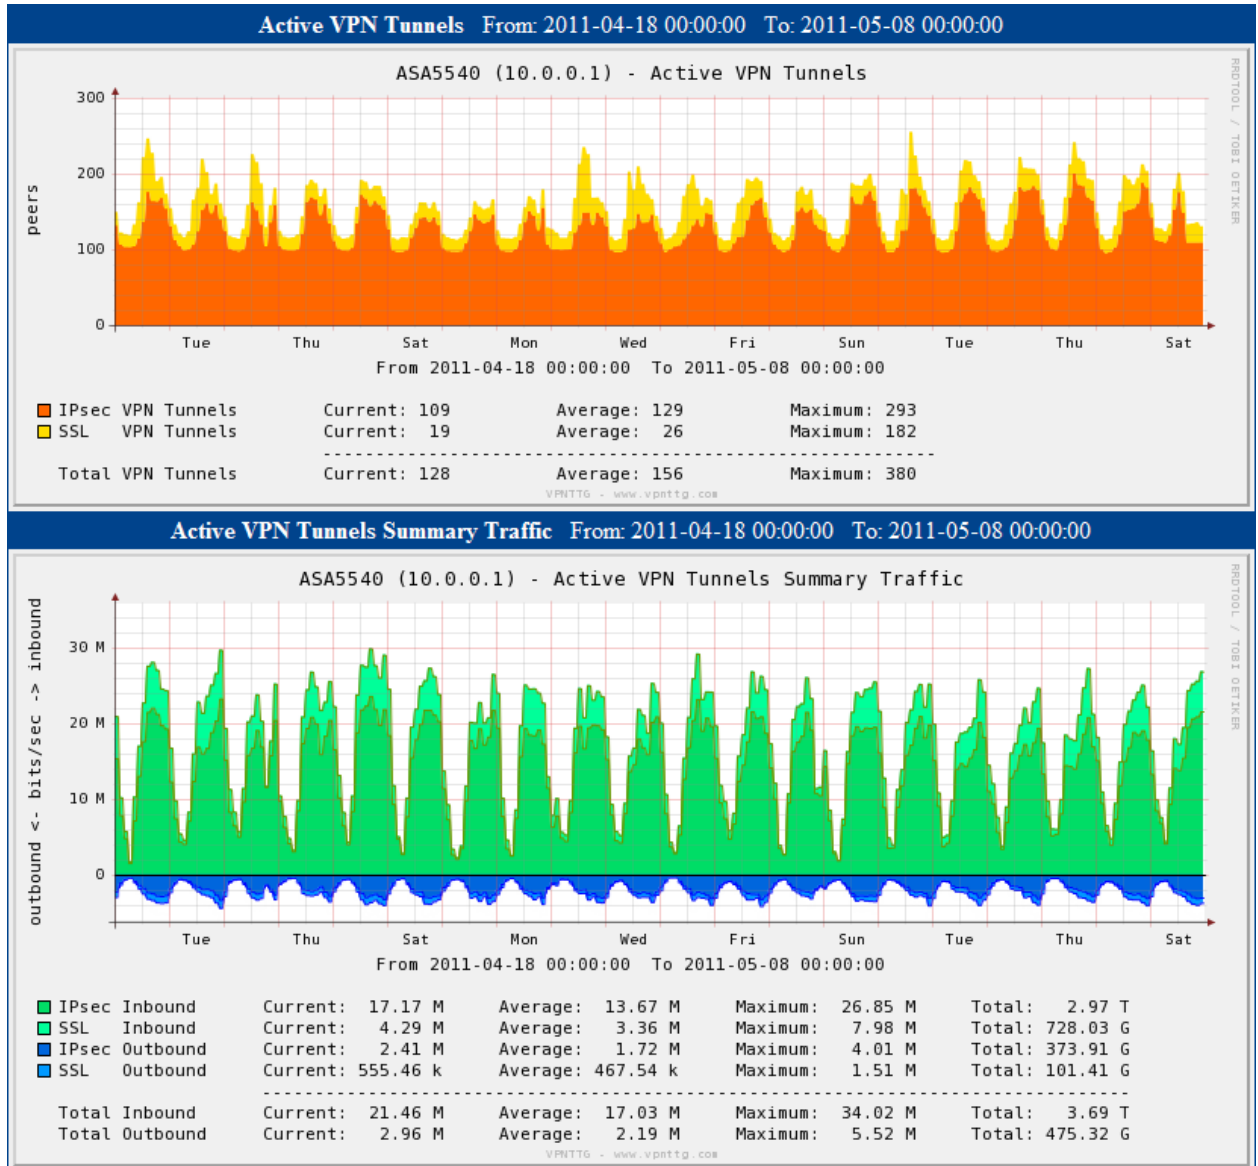 Active VPN Tunnels From: 2011-04-18 00:00:00 To: 2011-05-08 00:00:00
ASA5540 (10.0.0.1) - Active VPN Tunnels
RRDTOOL / TOBI OETIKER
peers
300
200
100
0
Tue Thu Sat Mon Wed Fri Sun Tue Thu Sat
From 2011-04-18 00:00:00 To 2011-05-08 00:00:00
IPsec VPN Tunnels Current: 109 Average: 129 Maximum: 293
SSL VPN Tunnels Current: 19 Average: 26 Maximum: 182
Total VPN Tunnels Current: 128 Average: 156 Maximum: 380
VPNTTG - www.vpnttg.com
Active VPN Tunnels Summary Traffic From: 2011-04-18 00:00:00 To: 2011-05-08 00:00:00
ASA5540 (10.0.0.1) - Active VPN Tunnels Summary Traffic
RRDTOOL / TOBI OETIKER
outbound <- bits/sec -> inbound
30 M
20 M
10 M
0
Tue Thu Sat Mon Wed Fri Sun Tue Thu Sat
From 2011-04-18 00:00:00 To 2011-05-08 00:00:00
IPsec Inbound Current: 17.17 M Average: 13.67 M Maximum: 26.85 M Total: 2.97 T
SSL Inbound Current: 4.29 M Average: 3.36 M Maximum: 7.98 M Total: 728.03 G
IPsec Outbound Current: 2.41 M Average: 1.72 M Maximum: 4.01 M Total: 373.91 G
SSL Outbound Current: 555.46 k Average: 467.54 k Maximum: 1.51 M Total: 101.41 G
Total Inbound Current: 21.46 M Average: 17.03 M Maximum: 34.02 M Total: 3.69 T
Total Outbound Current: 2.96 M Average: 2.19 M Maximum: 5.52 M Total: 475.32 G
VPNTTG - www.vpnttg.com